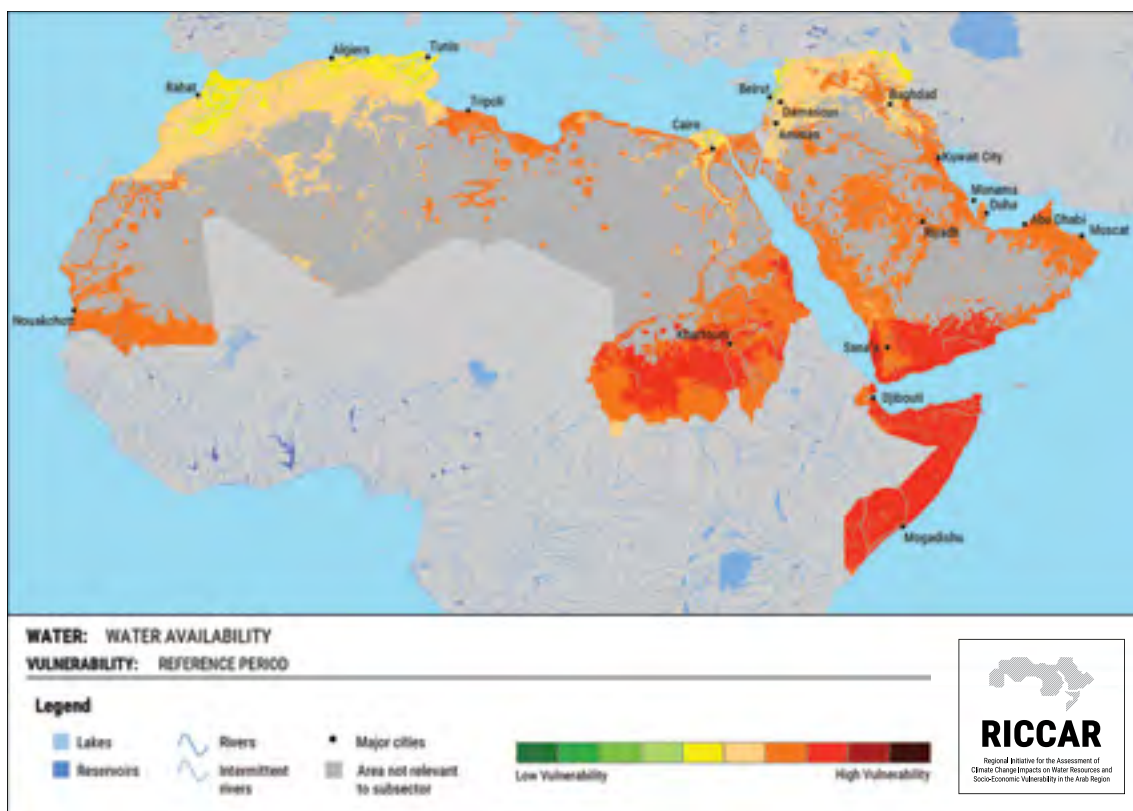 Algiers
Tunis
Rabat
Tripoli
Beirut
Damascus
Baghdad
Cairo
Amman
Kuwait City
Manama
Doha
Abu Dhabi
Riyadh
Muscat
Nouakchott
Khartoum
Sana'a
Djibouti
Mogadishu
WATER: WATER AVAILABILITY
VULNERABILITY: REFERENCE PERIOD
Legend
Lakes
Rivers
Major cities
Reservoirs
Intermittent
rivers
Area not relevant
to subsector
Low Vulnerability
High Vulnerability
RICCAR
Regional Initiative for the Assessment of
Climate Change Impacts on Water Resources and
Socio-Economic Vulnerability in the Arab Region